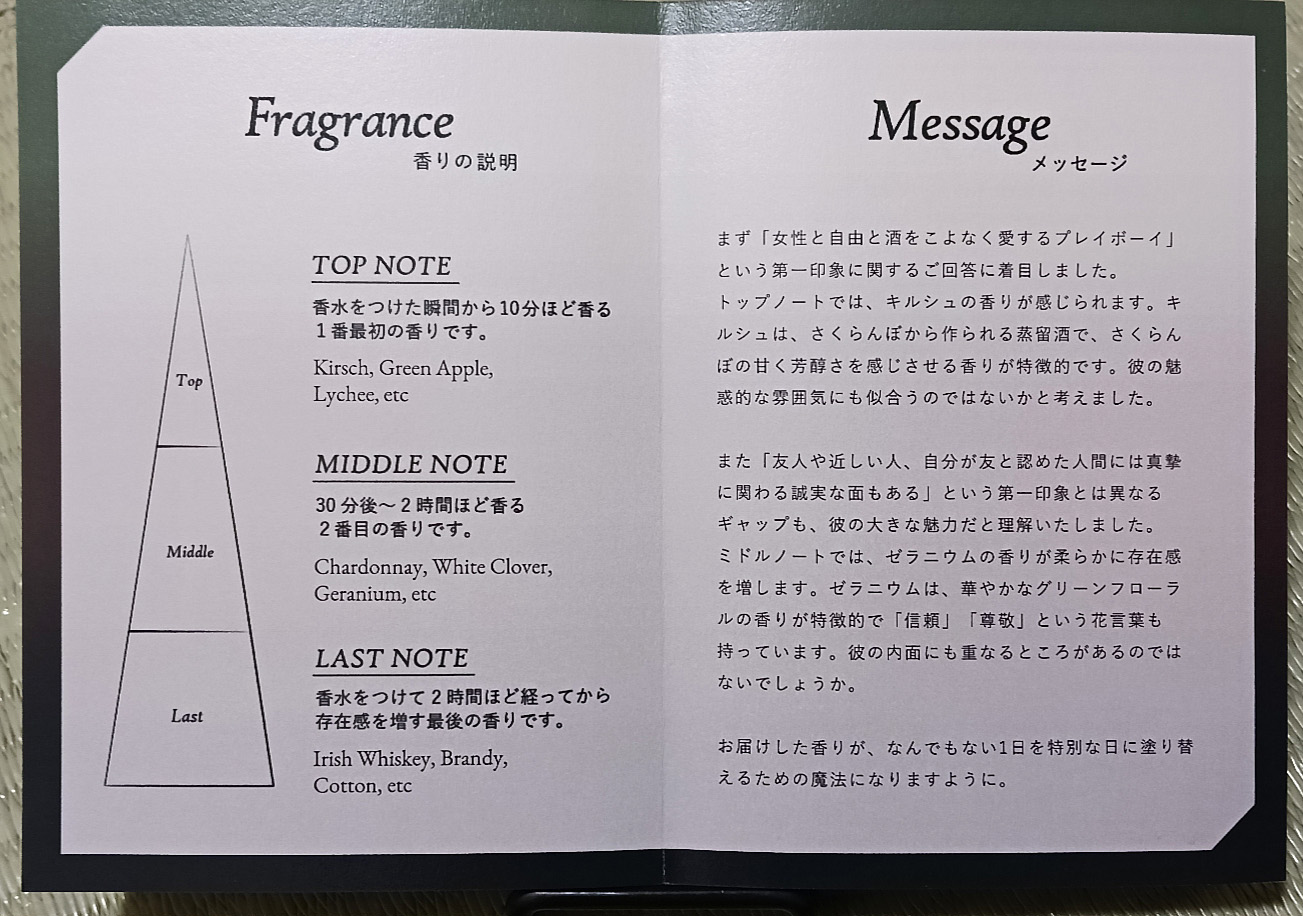 Fragrance
香りの説明
Top
Middle
Last
TOP NOTE
香水をつけた瞬間から10分ほど香る
1番最初の香りです。
Kirsch, Green Apple,
Lychee, etc
MIDDLE NOTE
30分後〜2時間ほど香る
2番目の香りです。
Chardonnay, White Clover,
Geranium, etc
LAST NOTE
香水をつけて2時間ほど経ってから
存在感を増す最後の香りです。
Irish Whiskey, Brandy,
Cotton, etc
Message
メッセージ
まず「女性と自由と酒をこよなく愛するプレイボーイ」
という第一印象に関するご回答に着目しました。
トップノートでは、キルシュの香りが感じられます。キ
ルシュは、さくらんぼから作られる蒸留酒で、さくらん
ぼの甘く芳醇さを感じさせる香りが特徴的です。彼の魅
惑的な雰囲気にも似合うのではないかと考えました。
また「友人や近しい人、自分が友と認めた人間には真摯
に関わる誠実な面もある」という第一印象とは異なる
ギャップも、彼の大きな魅力だと理解いたしました。
ミドルノートでは、ゼラニウムの香りが柔らかに存在感
を増します。ゼラニウムは、華やかなグリーンフローラ
ルの香りが特徴的で「信頼」「尊敬」という花言葉も
持っています。彼の内面にも重なるところがあるのでは
ないでしょうか。
お届けした香りが、なんでもない1日を特別な日に塗り替
えるための魔法になりますように。